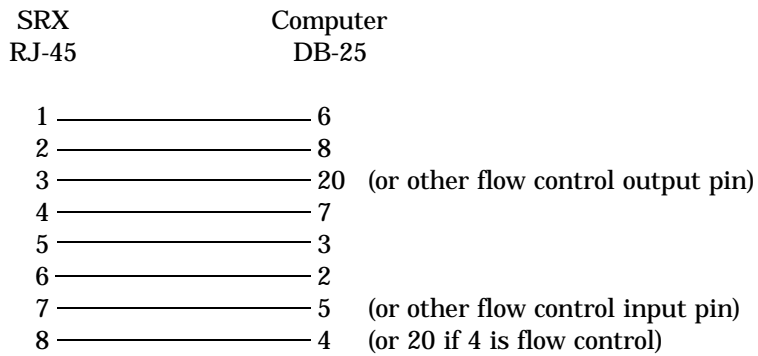 SRX Computer
RJ-45 DB-25
1 6
2 8
3 20 (or other flow control output pin)
4 7
5 3
6 2
7 5 (or other flow control input pin)
8 4 (or 20 if 4 is flow control)